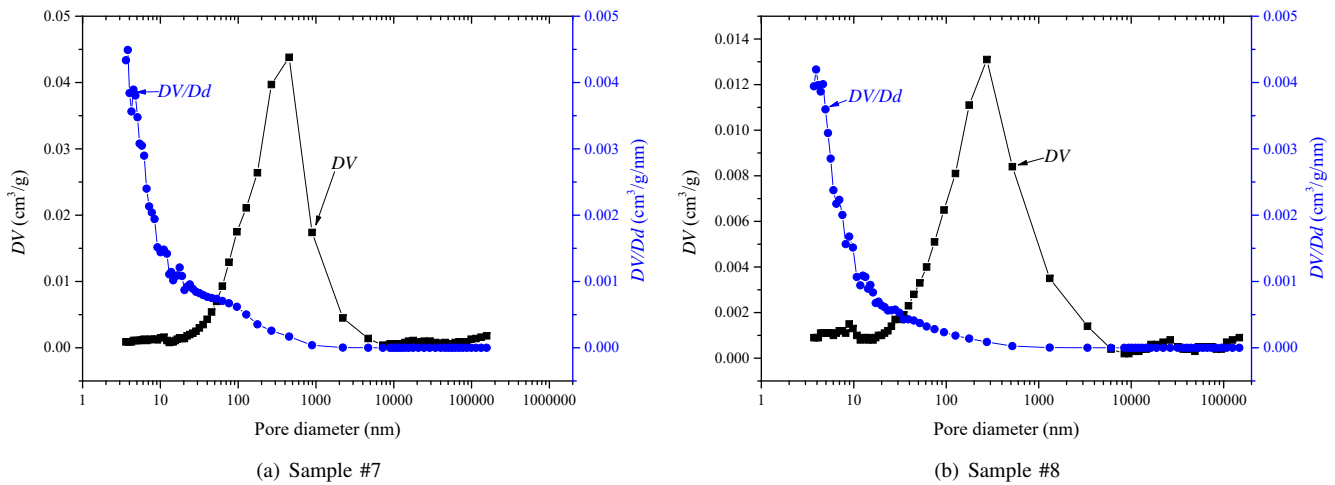 0.05
0.04
0.03
0.02
0.01
0.00
DV (cm³/g)
0.005
0.004
0.003
0.002
0.001
0.000
DV/Dd (cm³/g/nm)
DV/Dd
DV
1 10 100 1000 10000 100000 1000000
Pore diameter (nm)
(a) Sample #7
0.014
0.012
0.010
0.008
0.006
0.004
0.002
0.000
DV (cm³/g)
0.005
0.004
0.003
0.002
0.001
0.000
DV/Dd (cm³/g/nm)
DV/Dd
DV
1 10 100 1000 10000 100000
Pore diameter (nm)
(b) Sample #8